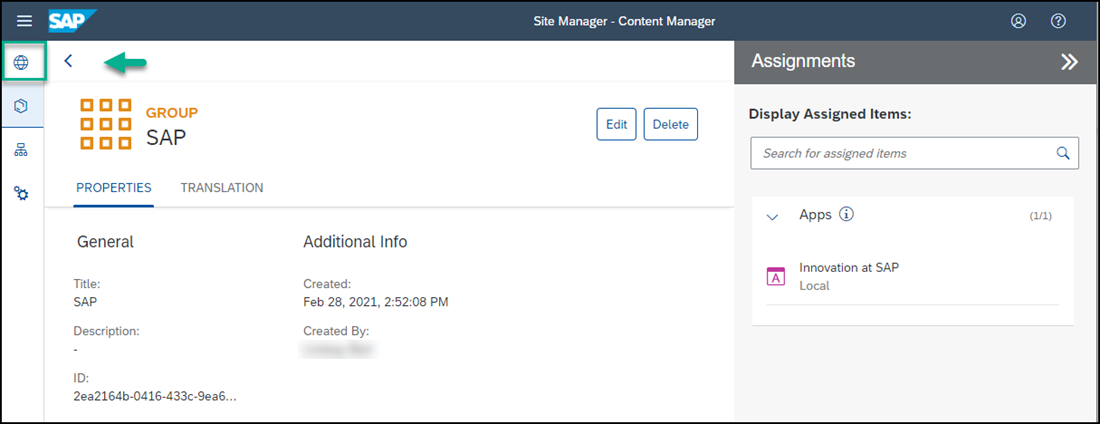 SAP
Site Manager - Content Manager
Assignments
GROUP
SAP
Edit
Delete
Display Assigned Items:
Search for assigned items
PROPERTIES
TRANSLATION
Apps
(1/1)
General
Additional Info
Innovation at SAP
Local
Title:
SAP
Created:
Feb 28, 2021, 2:52:08 PM
Description:
-
Created By:
ID:
2ea2164b-0416-433c-9ea6...